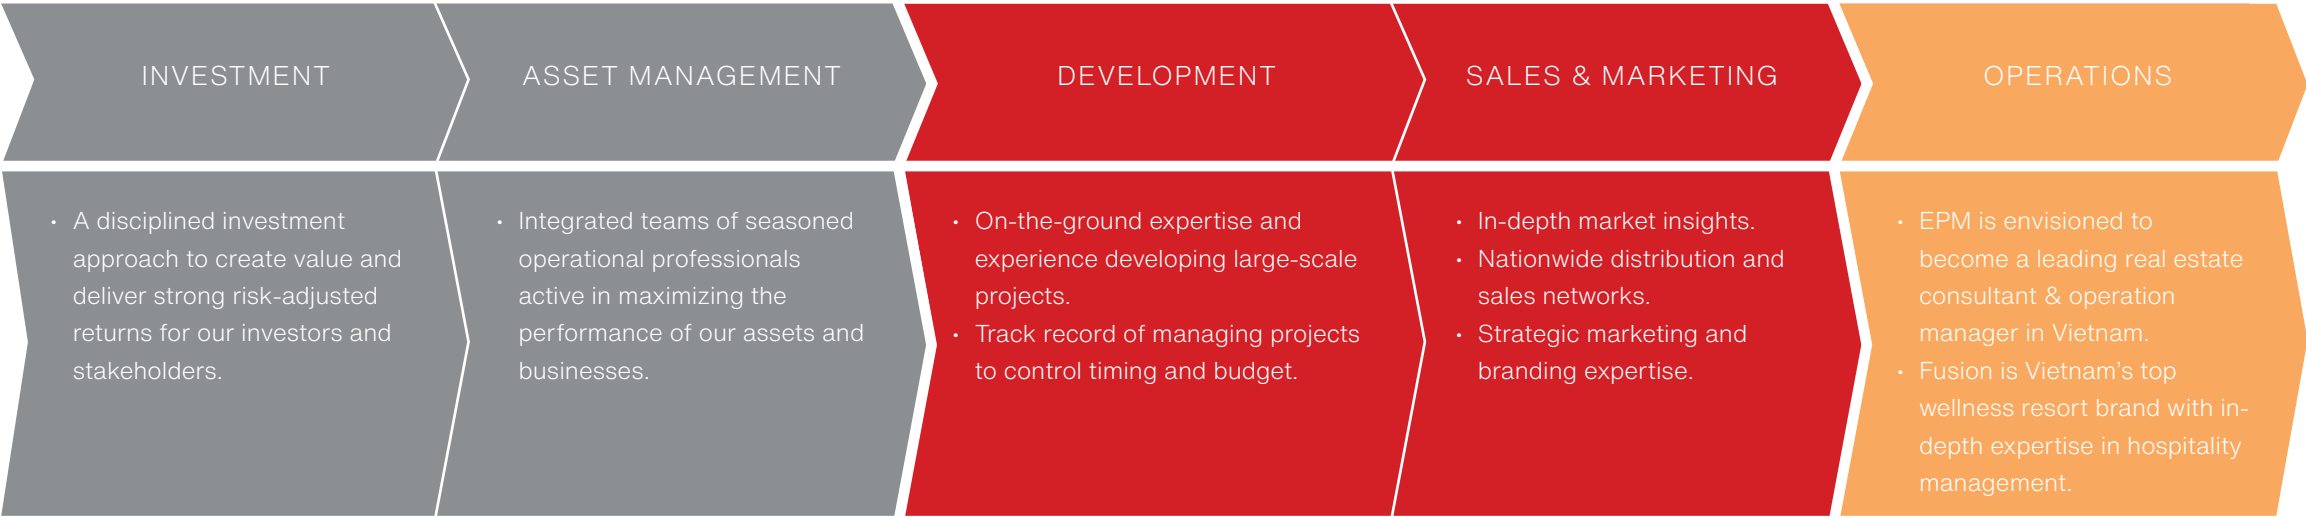 INVESTMENT
ASSET MANAGEMENT
DEVELOPMENT
SALES & MARKETING
OPERATIONS
• A disciplined investment
approach to create value and
deliver strong risk-adjusted
returns for our investors and
stakeholders.
• Integrated teams of seasoned
operational professionals
active in maximizing the
performance of our assets and
businesses.
• On-the-ground expertise and
experience developing large-scale
projects.
• Track record of managing projects
to control timing and budget.
• In-depth market insights.
• Nationwide distribution and
sales networks.
• Strategic marketing and
branding expertise.
• EPM is envisioned to
become a leading real estate
consultant & operation
manager in Vietnam.
• Fusion is Vietnam’s top
wellness resort brand with in-
depth expertise in hospitality
management.